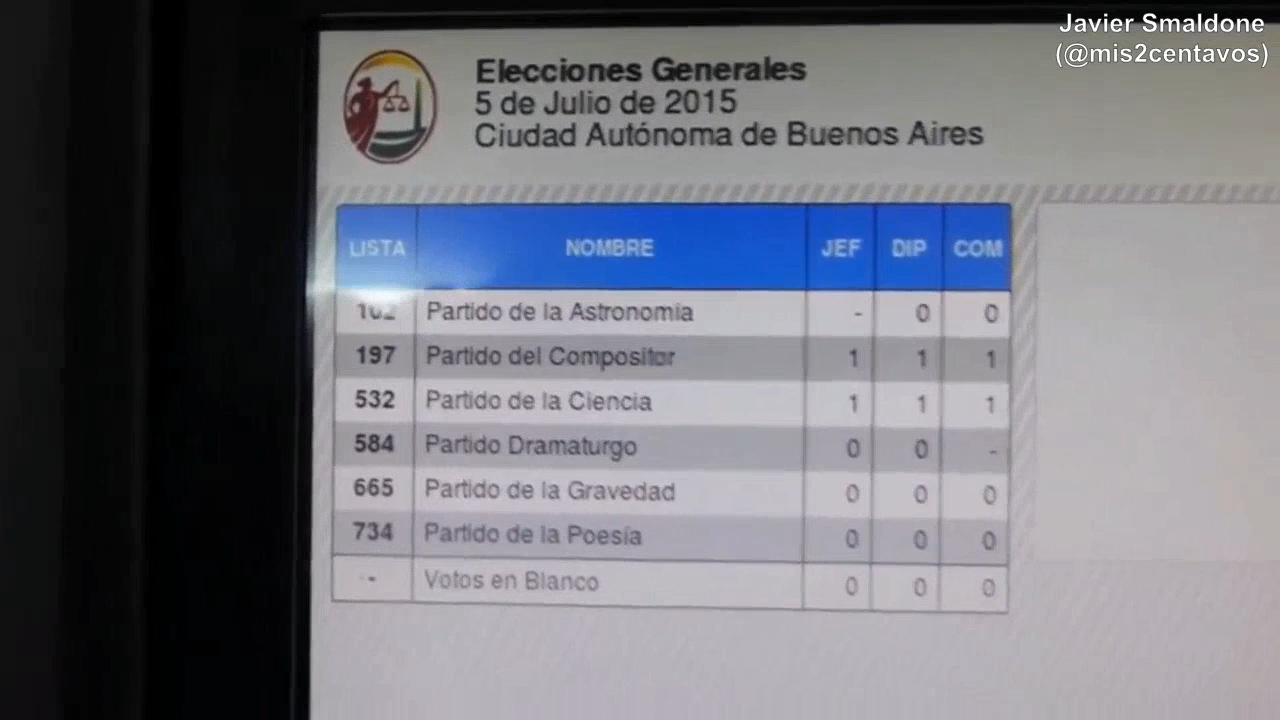 Javier Smaldone
(@mis2centavos)
Elecciones Generales
5 de Julio de 2015
Ciudad Autónoma de Buenos Aires
LISTA NOMBRE JEF DIP COM
Partido de la Astronomía - 0 0
197 Partido del Compositor 1 1 1
532 Partido de la Ciencia 1 1 1
584 Partido Dramaturgo 0 0 -
665 Partido de la Gravedad 0 0 0
734 Partido de la Poesía 0 0 0
- Votos en Blanco 0 0 0